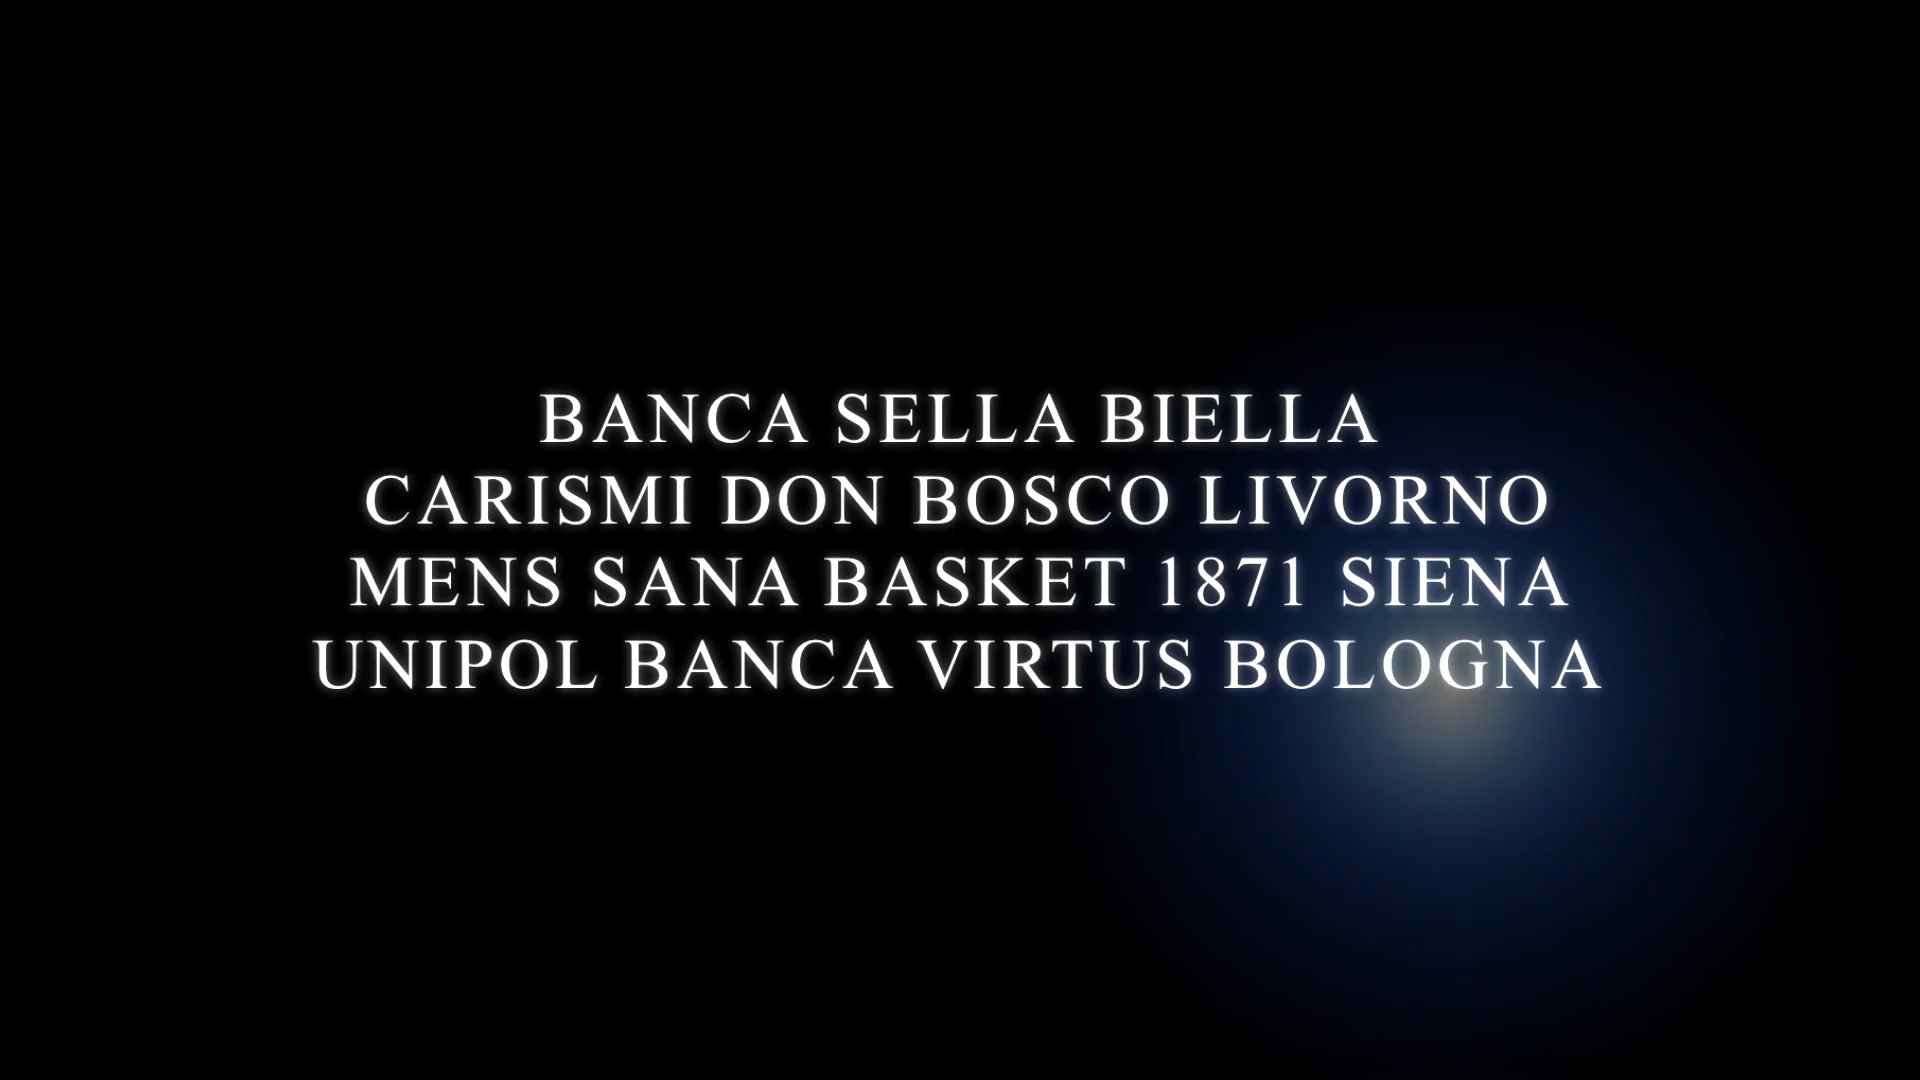 BANCA SELLA BIELLA
CARISMI DON BOSCO LIVORNO
MENS SANA BASKET 1871 SIENA
UNIPOL BANCA VIRTUS BOLOGNA